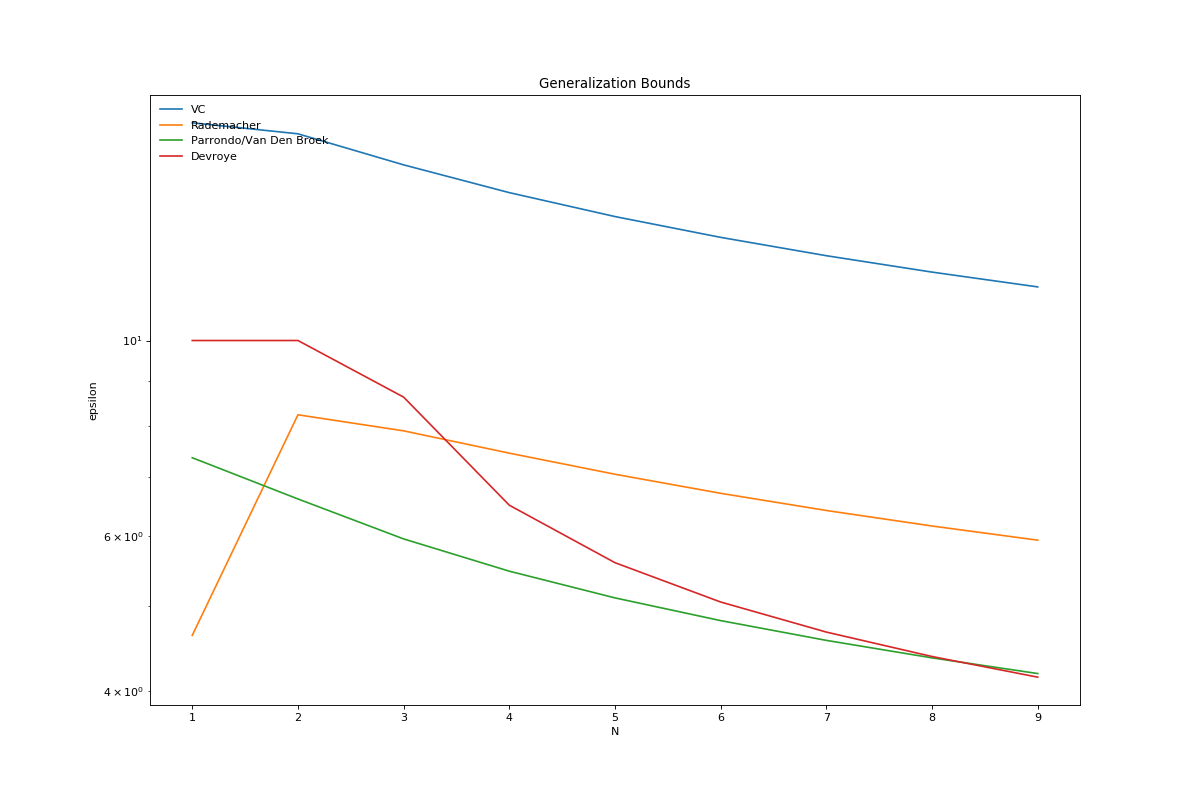 Generalization Bounds
VC
Rademacher
Parrondo/Van Den Broek
Devroye
10¹
6 × 10⁰
4 × 10⁰
epsilon
1 2 3 4 5 6 7 8 9
N